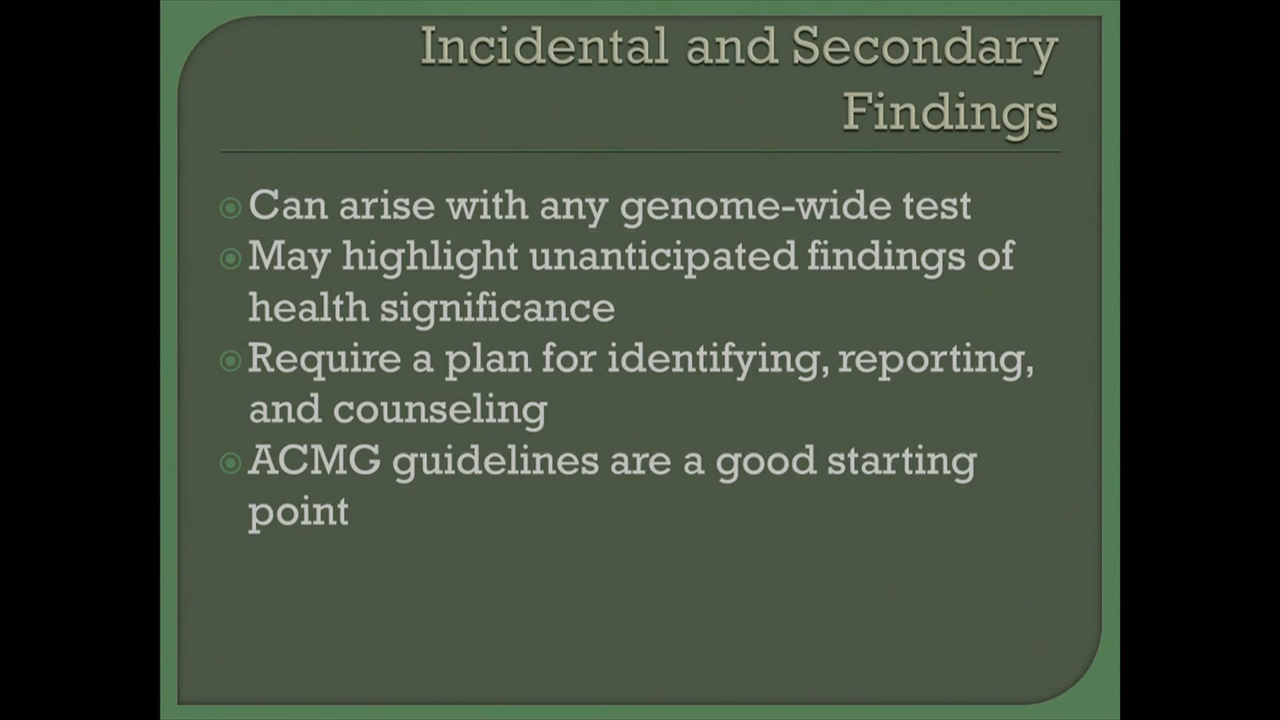 Incidental and Secondary
Findings
Can arise with any genome-wide test
May highlight unanticipated findings of
health significance
Require a plan for identifying, reporting,
and counseling
ACMG guidelines are a good starting
point